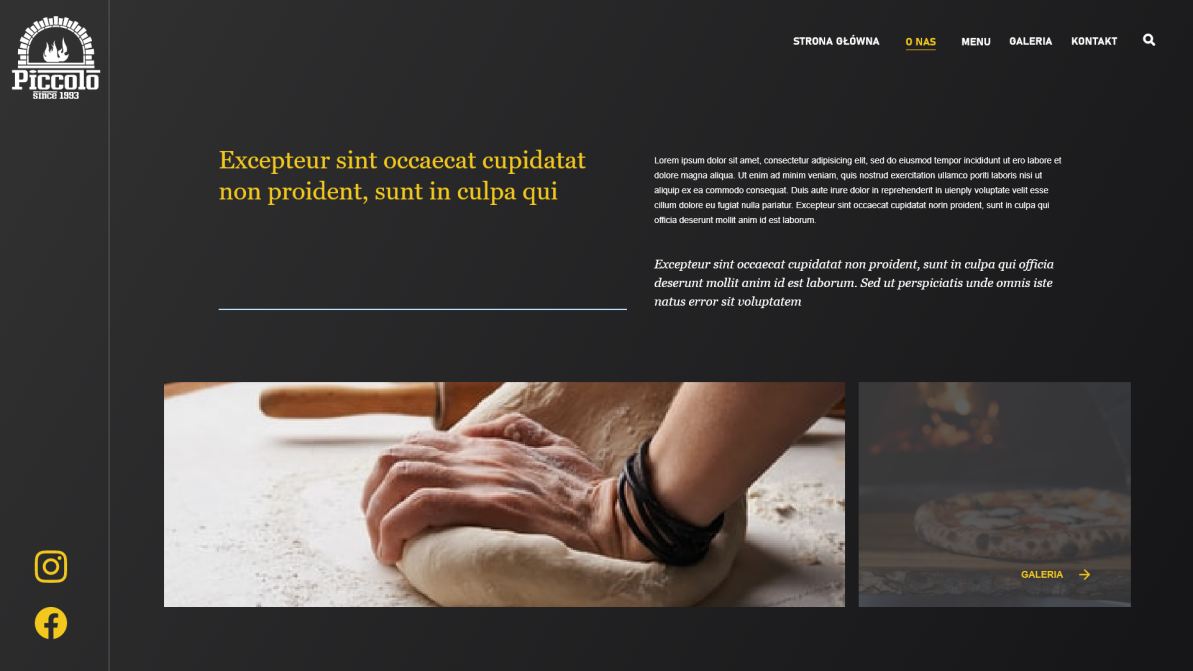 Piccolo
since 1993
STRONA GŁÓWNA
O NAS
MENU
GALERIA
KONTAKT
Excepteur sint occaecat cupidatat
non proident, sunt in culpa qui
Lorem ipsum dolor sit amet, consectetur adipisicing elit, sed do eiusmod tempor incididunt ut ero labore et
dolore magna aliqua. Ut enim ad minim veniam, quis nostrud exercitation ullamco poriti laboris nisi ut
aliquip ex ea commodo consequat. Duis aute irure dolor in reprehenderit in uienply voluptate velit esse
cillum dolore eu fugiat nulla pariatur. Excepteur sint occaecat cupidatat norin proident, sunt in culpa qui
officia deserunt mollit anim id est laborum.
Excepteur sint occaecat cupidatat non proident, sunt in culpa qui officia
deserunt mollit anim id est laborum. Sed ut perspiciatis unde omnis iste
natus error sit voluptatem
GALERIA